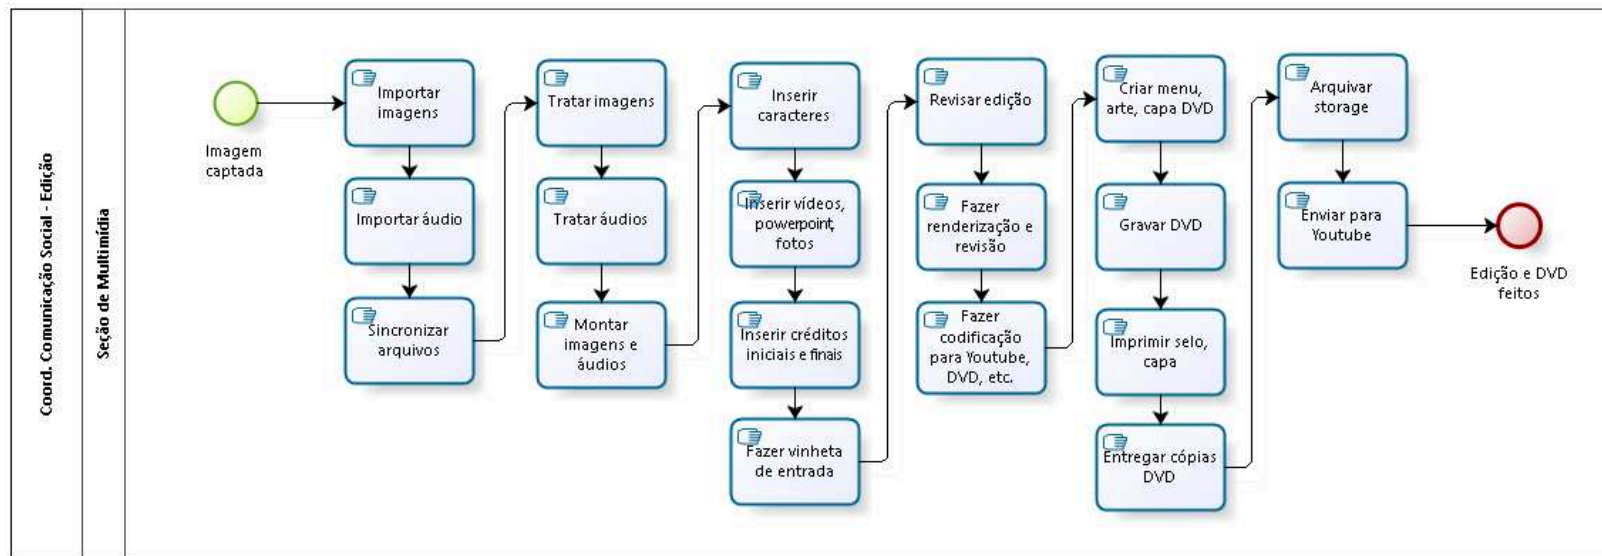 Coord. Comunicação Social - Edição
Seção de Multimídia
Imagem
captada
Importar
imagens
Importar áudio
Sincronizar
arquivos
Tratar imagens
Tratar áudios
Montar
imagens e
áudios
Inserir
caracteres
Inserir vídeos,
powerpoint,
fotos
Inserir créditos
iniciais e finais
Fazer vinheta
de entrada
Revisar edição
Fazer
renderização e
revisão
Fazer
codificação
para Youtube,
DVD, etc.
Criar menu,
arte, capa DVD
Gravar DVD
Imprimir selo,
capa
Entregar cópias
DVD
Arquivar
storage
Enviar para
Youtube
Edição e DVD
feitos